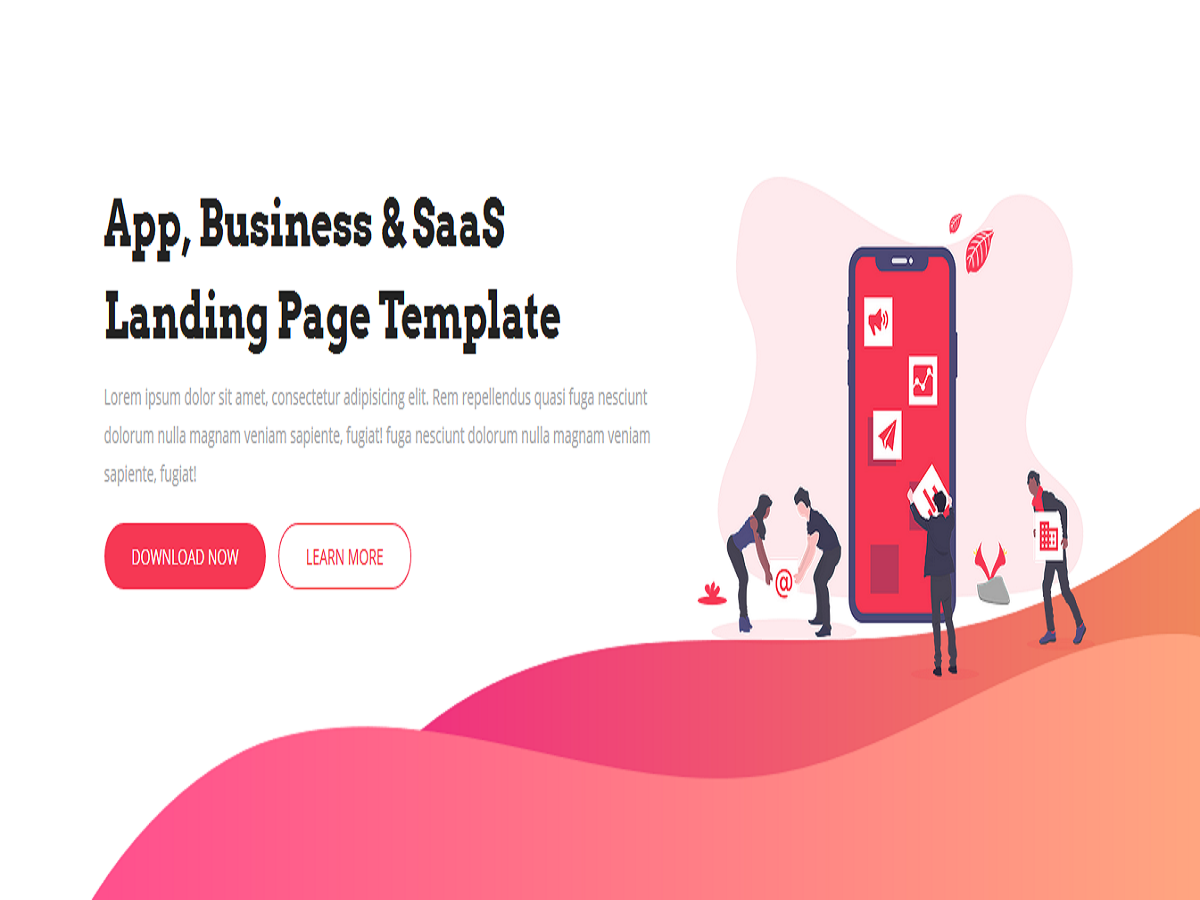 App, Business & SaaS
Landing Page Template
Lorem ipsum dolor sit amet, consectetur adipisicing elit. Rem repellendus quasi fuga nesciunt
dolorum nulla magnam veniam sapiente, fugiat! fuga nesciunt dolorum nulla magnam veniam
sapiente, fugiat!
DOWNLOAD NOW
LEARN MORE
@